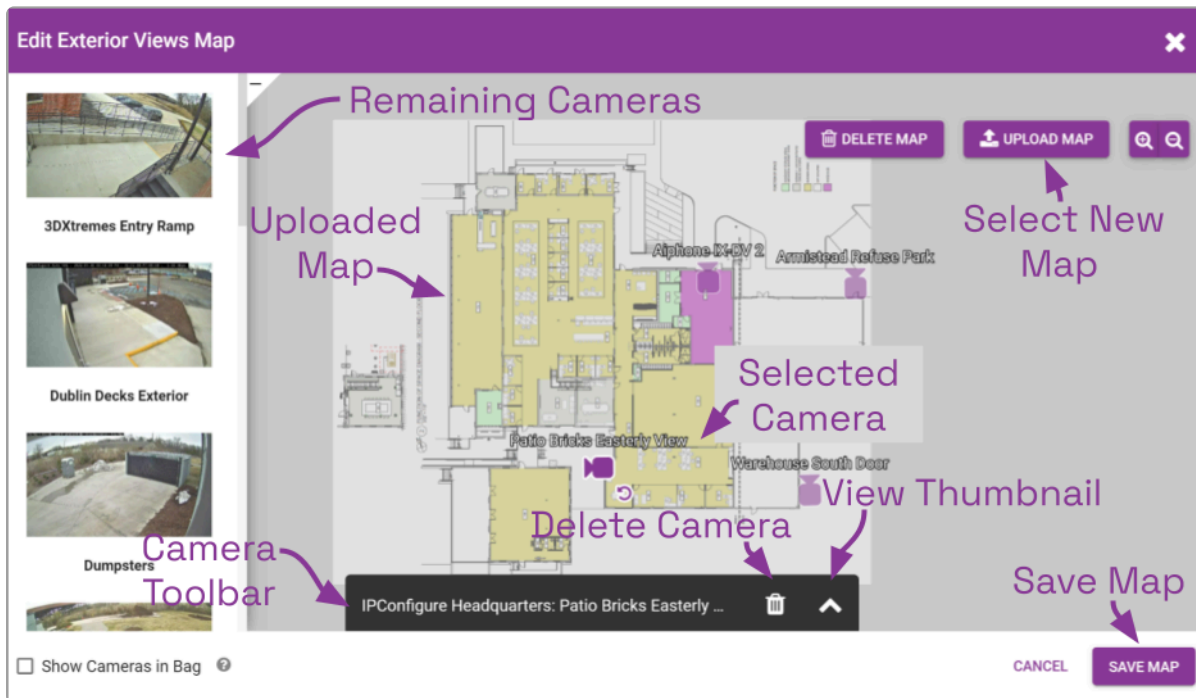 Edit Exterior Views Map
Remaining Cameras
DELETE MAP
UPLOAD MAP
3DXtremes Entry Ramp
Uploaded
Map
Select New
Map
Aiphone IX-DV 2
Armistead Refuse Park
Dublin Decks Exterior
Selected
Camera
Patio Bricks Easterly View
Warehouse South Door
View Thumbnail
Delete Camera
Camera
Toolbar
Dumpsters
IPConfigure Headquarters: Patio Bricks Easterly ...
Save Map
Show Cameras in Bag
CANCEL
SAVE MAP